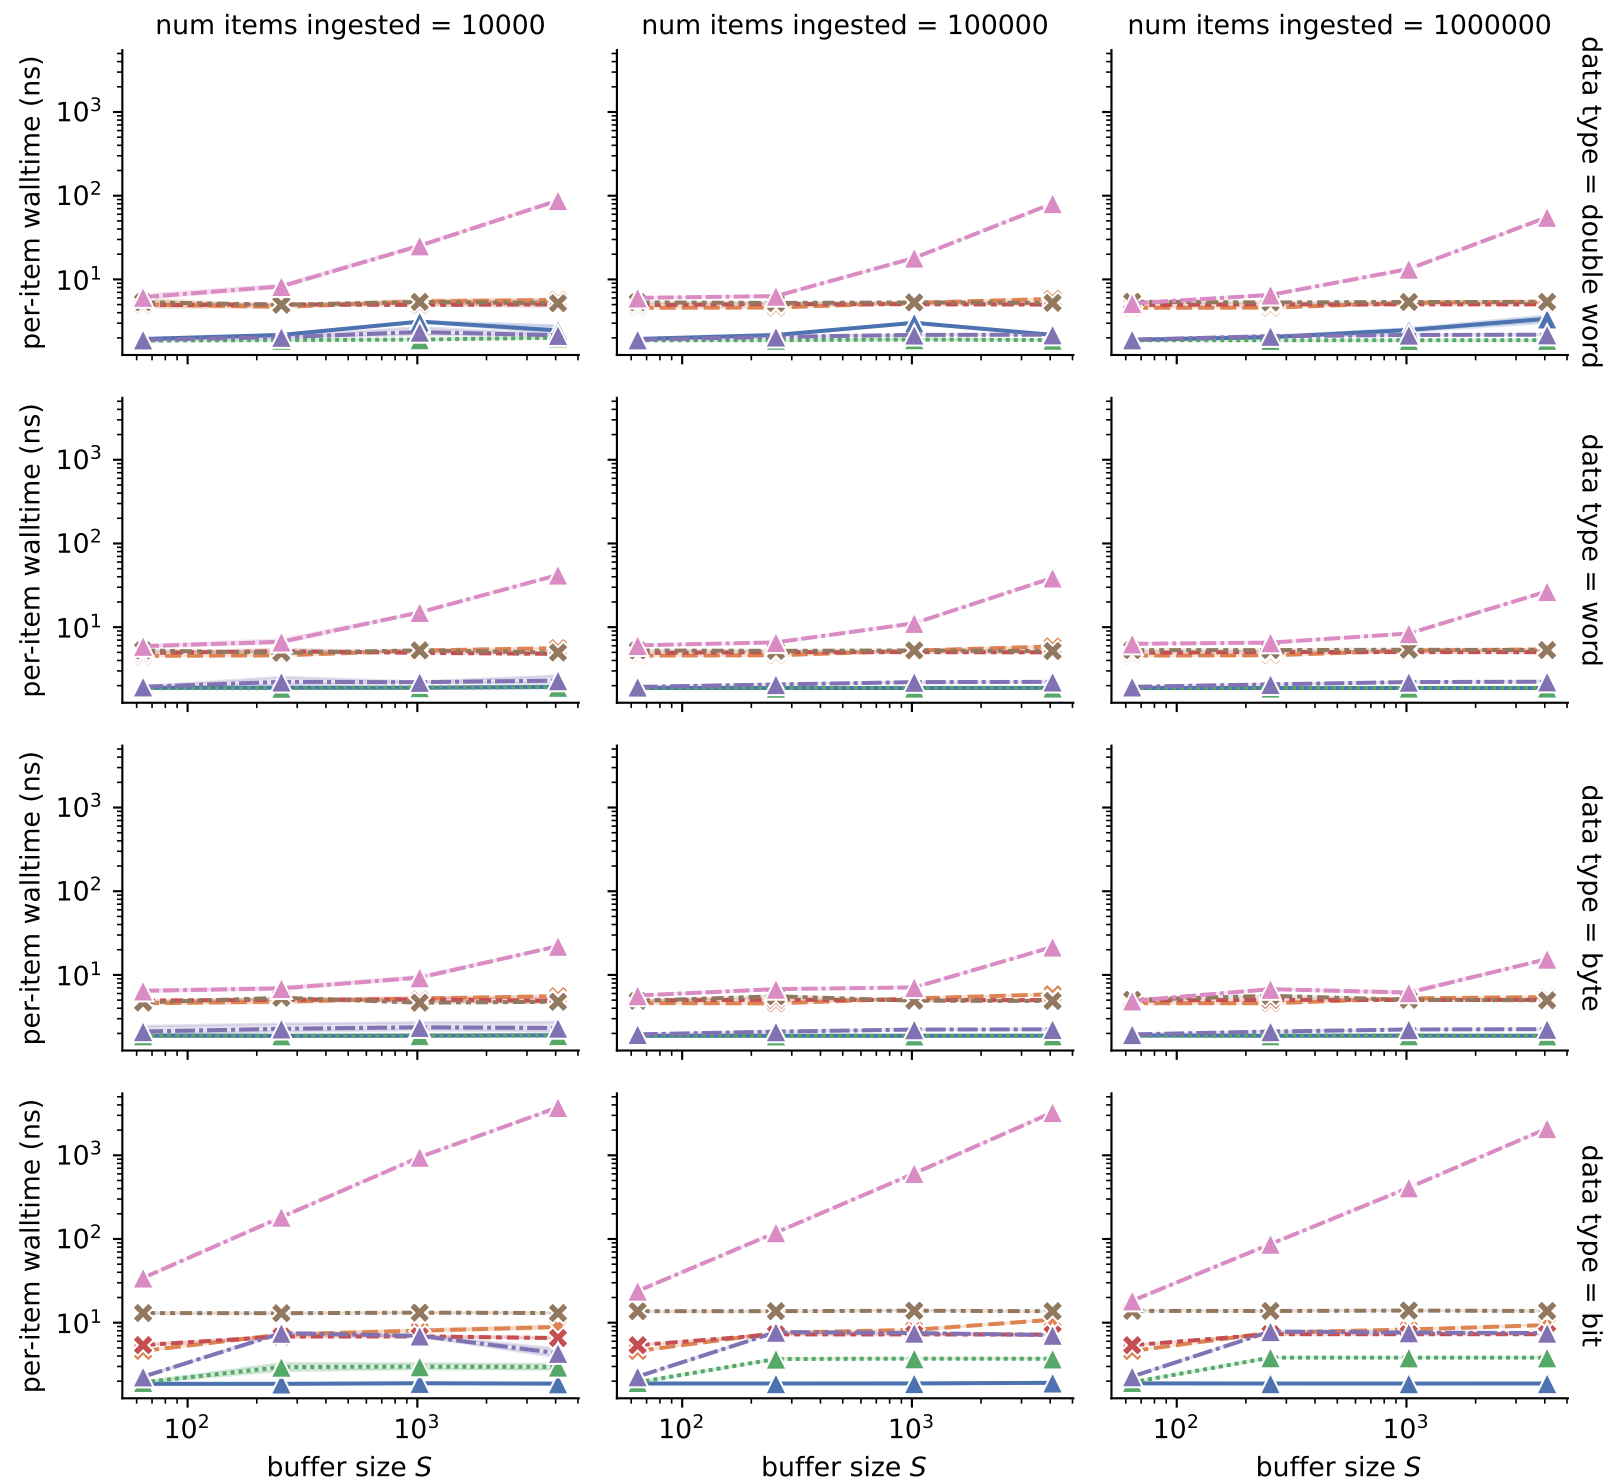 num items ingested = 10000
num items ingested = 100000
num items ingested = 1000000
per-item walltime (ns)
10³
10²
10¹
data type = double word
per-item walltime (ns)
10³
10²
10¹
data type = word
per-item walltime (ns)
10³
10²
10¹
data type = byte
per-item walltime (ns)
10³
10²
10¹
data type = bit
10² 10³
10² 10³
10² 10³
buffer size S
buffer size S
buffer size S